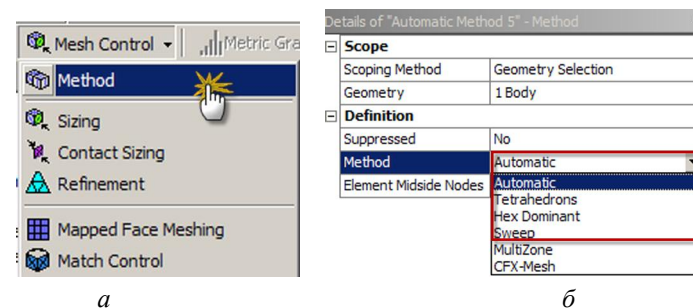 Mesh Control
Metric Gra
Method
Sizing
Contact Sizing
Refinement
Mapped Face Meshing
Match Control
а
Details of "Automatic Method 5" - Method
Scope
Scoping Method Geometry Selection
Geometry 1 Body
Definition
Suppressed No
Method Automatic
Element Midside Nodes Automatic
Tetrahedrons
Hex Dominant
Sweep
MultiZone
CFX-Mesh
б